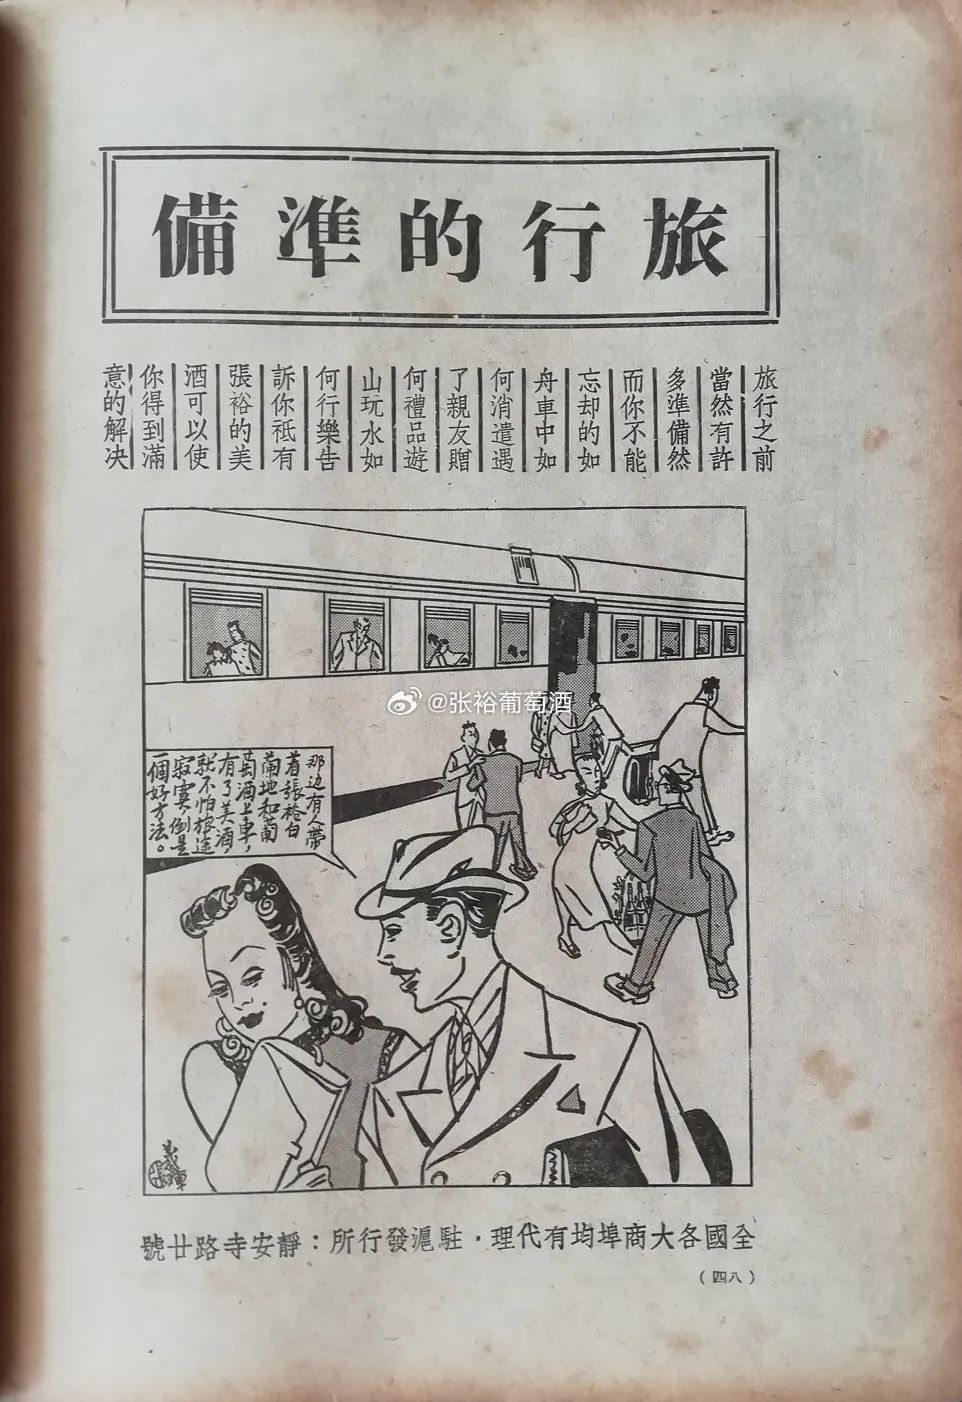 旅行的準備
旅行之前
當然有許
多準備然
而你不能
忘却的如
舟車中如
何消遣遇
了親友贈
何禮品遊
山玩水如
何行樂告
訴你祇有
張裕的美
酒可以使
你得到滿
意的解決
@张裕葡萄酒
那边有人帶
着張裕白
蘭地和葡
萄酒上車，
有了美酒，
就不怕旅途
寂寞，倒是
一個好方法。
全國各大商埠均有代理．駐滬發行所：靜安寺路廿號
（四八）